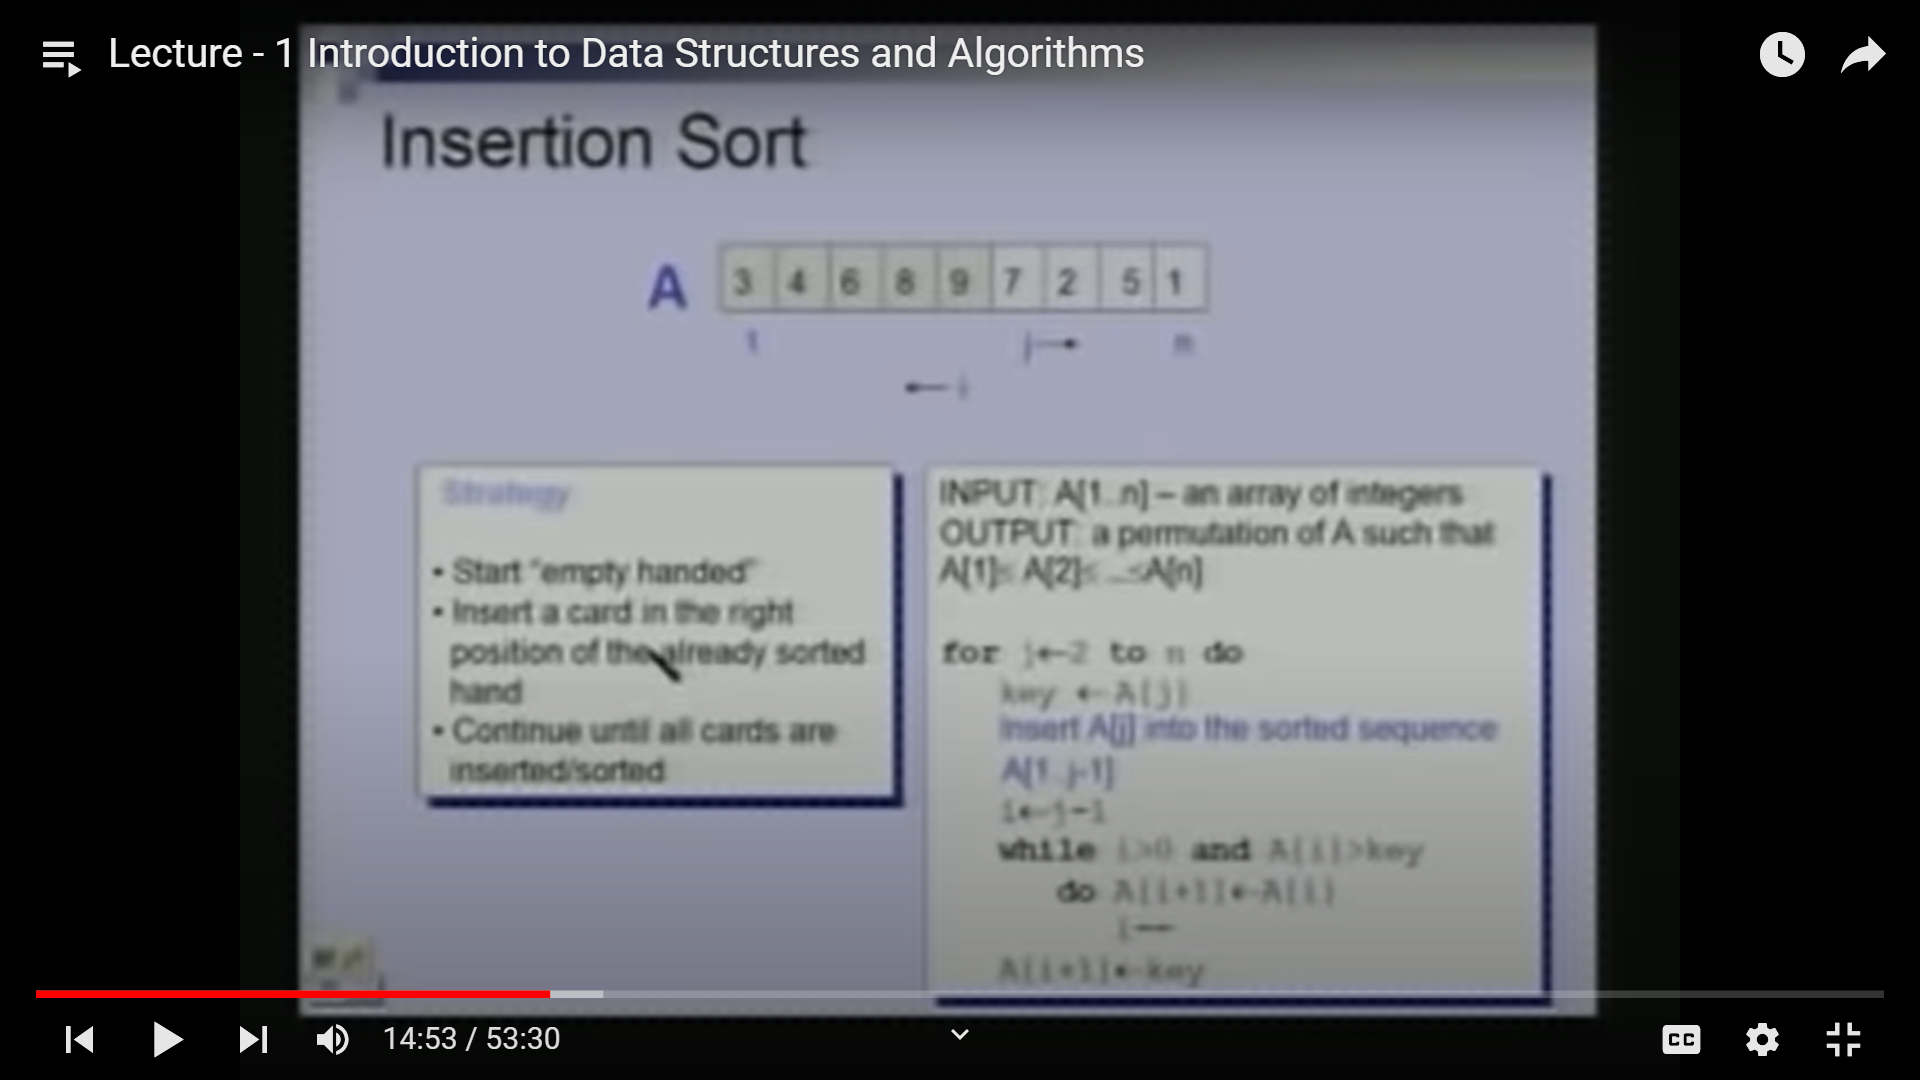 Lecture - 1 Introduction to Data Structures and Algorithms
Insertion Sort
A 3 4 6 8 9 7 2 5 1
1 j→ n
← i
Strategy
• Start "empty handed"
• Insert a card in the right
position of the already sorted
hand
• Continue until all cards are
inserted/sorted
INPUT: A[1..n] – an array of integers
OUTPUT: a permutation of A such that
A[1]≤ A[2]≤ …≤A[n]
for j←2 to n do
key ←A[j]
Insert A[j] into the sorted sequence
A[1..j-1]
i←j-1
while i>0 and A[i]>key
do A[i+1]←A[i]
i--
A[i+1]←key
14:53 / 53:30
CC